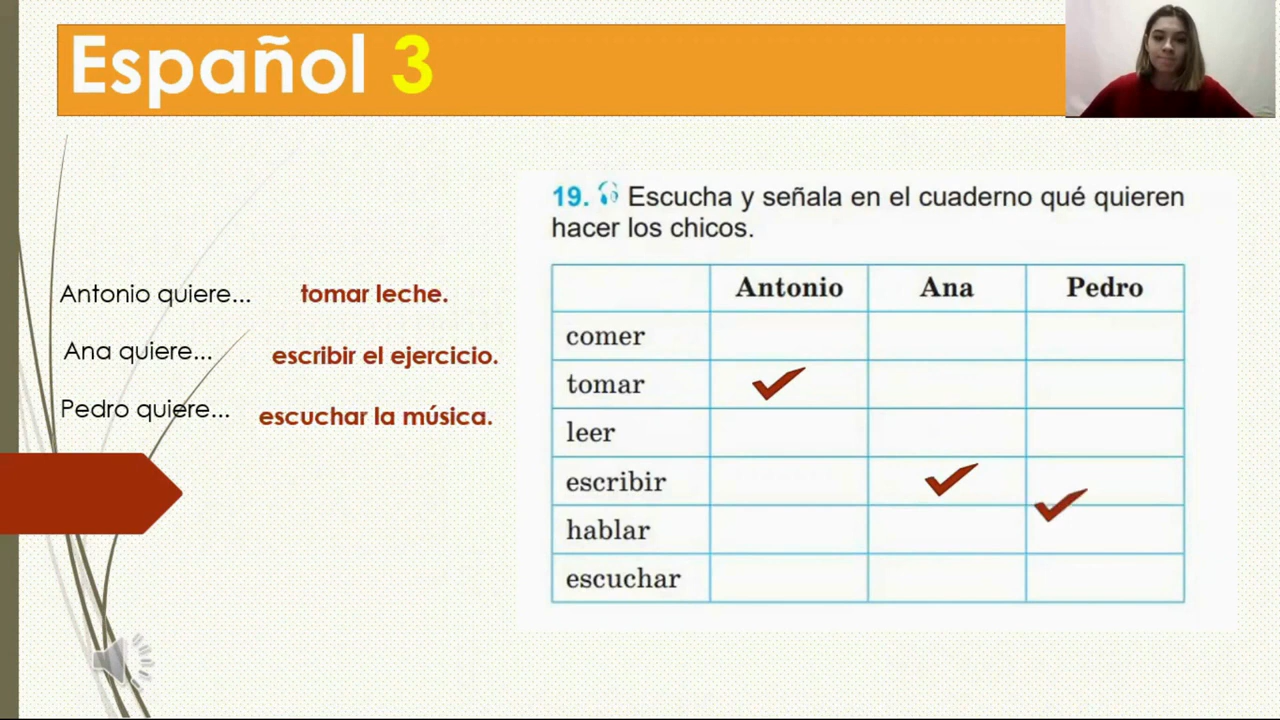 Español 3
19. Escucha y señala en el cuaderno qué quieren
hacer los chicos.
Antonio quiere... tomar leche.
Ana quiere... escribir el ejercicio.
Pedro quiere... escuchar la música.
Antonio Ana Pedro
comer
tomar
leer
escribir
hablar
escuchar